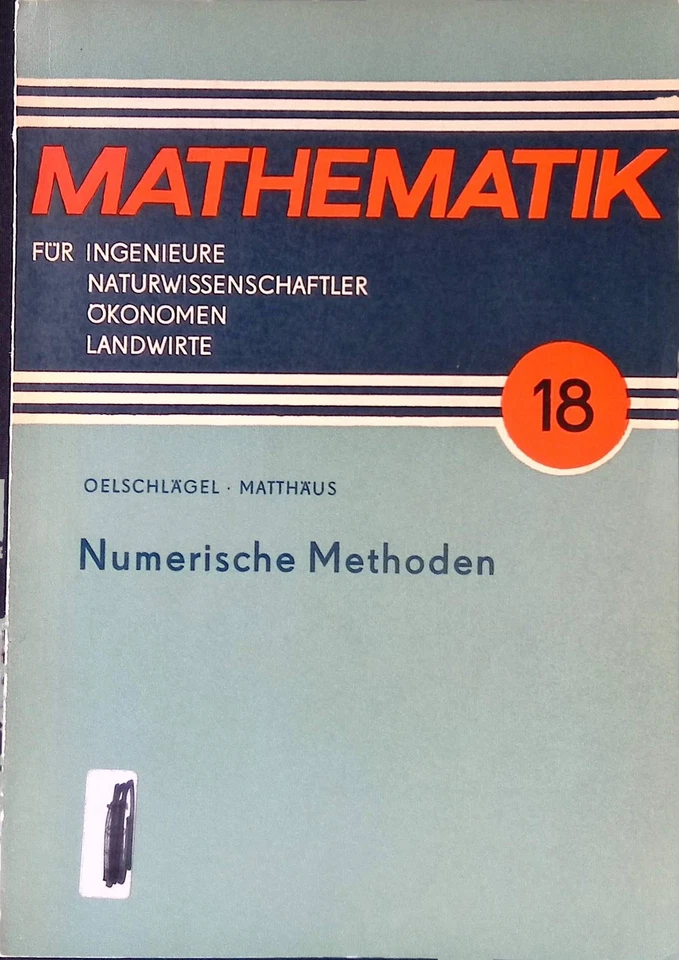 MATHEMATIK
FÜR INGENIEURE
NATURWISSENSCHAFTLER
ÖKONOMEN
LANDWIRTE
18
OELSCHLÄGEL · MATTHÄUS
Numerische Methoden